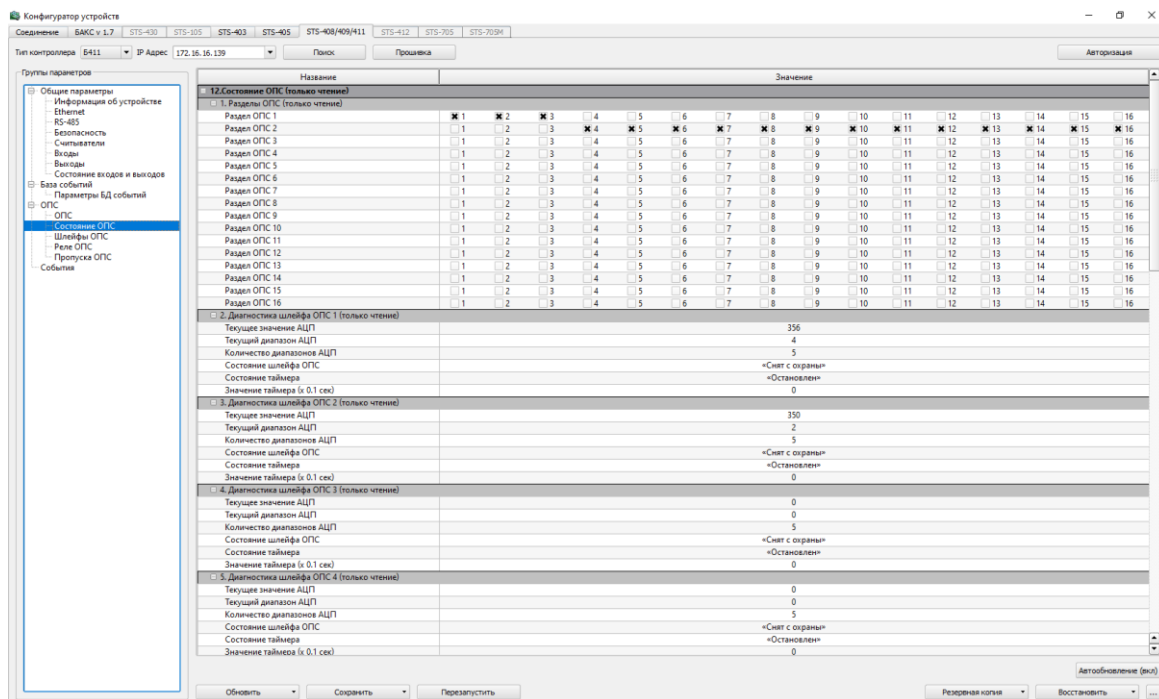 Конфигуратор устройств
Соединение БАКС v 1.7 STS-430 STS-105 STS-403 STS-405 STS-408/409/411 STS-412 STS-705 STS-705M
Тип контроллера Б411 IP Адрес 172.16.16.139 Поиск Прошивка Авторизация
Группы параметров
Общие параметры
Информация об устройстве
Ethernet
RS-485
Безопасность
Считыватели
Входы
Выходы
Состояние входов и выходов
База событий
Параметры БД событий
ОПС
ОПС
Состояние ОПС
Шлейфы ОПС
Реле ОПС
Пропуска ОПС
События
Название Значение
12.Состояние ОПС (только чтение)
1. Разделы ОПС (только чтение)
Раздел ОПС 1 1 2 3 4 5 6 7 8 9 10 11 12 13 14 15 16
Раздел ОПС 2 1 2 3 4 5 6 7 8 9 10 11 12 13 14 15 16
Раздел ОПС 3 1 2 3 4 5 6 7 8 9 10 11 12 13 14 15 16
Раздел ОПС 4 1 2 3 4 5 6 7 8 9 10 11 12 13 14 15 16
Раздел ОПС 5 1 2 3 4 5 6 7 8 9 10 11 12 13 14 15 16
Раздел ОПС 6 1 2 3 4 5 6 7 8 9 10 11 12 13 14 15 16
Раздел ОПС 7 1 2 3 4 5 6 7 8 9 10 11 12 13 14 15 16
Раздел ОПС 8 1 2 3 4 5 6 7 8 9 10 11 12 13 14 15 16
Раздел ОПС 9 1 2 3 4 5 6 7 8 9 10 11 12 13 14 15 16
Раздел ОПС 10 1 2 3 4 5 6 7 8 9 10 11 12 13 14 15 16
Раздел ОПС 11 1 2 3 4 5 6 7 8 9 10 11 12 13 14 15 16
Раздел ОПС 12 1 2 3 4 5 6 7 8 9 10 11 12 13 14 15 16
Раздел ОПС 13 1 2 3 4 5 6 7 8 9 10 11 12 13 14 15 16
Раздел ОПС 14 1 2 3 4 5 6 7 8 9 10 11 12 13 14 15 16
Раздел ОПС 15 1 2 3 4 5 6 7 8 9 10 11 12 13 14 15 16
Раздел ОПС 16 1 2 3 4 5 6 7 8 9 10 11 12 13 14 15 16
2. Диагностика шлейфа ОПС 1 (только чтение)
Текущее значение АЦП 356
Текущий диапазон АЦП 4
Количество диапазонов АЦП 5
Состояние шлейфа ОПС «Снят с охраны»
Состояние таймера «Остановлен»
Значение таймера (x 0.1 сек) 0
3. Диагностика шлейфа ОПС 2 (только чтение)
Текущее значение АЦП 350
Текущий диапазон АЦП 2
Количество диапазонов АЦП 5
Состояние шлейфа ОПС «Снят с охраны»
Состояние таймера «Остановлен»
Значение таймера (x 0.1 сек) 0
4. Диагностика шлейфа ОПС 3 (только чтение)
Текущее значение АЦП 0
Текущий диапазон АЦП 0
Количество диапазонов АЦП 5
Состояние шлейфа ОПС «Снят с охраны»
Состояние таймера «Остановлен»
Значение таймера (x 0.1 сек) 0
5. Диагностика шлейфа ОПС 4 (только чтение)
Текущее значение АЦП 0
Текущий диапазон АЦП 0
Количество диапазонов АЦП 5
Состояние шлейфа ОПС «Снят с охраны»
Состояние таймера «Остановлен»
Значение таймера (x 0.1 сек) 0
Автообновление (вкл)
Обновить Сохранить Перезапустить Резервная копия Восстановить ...